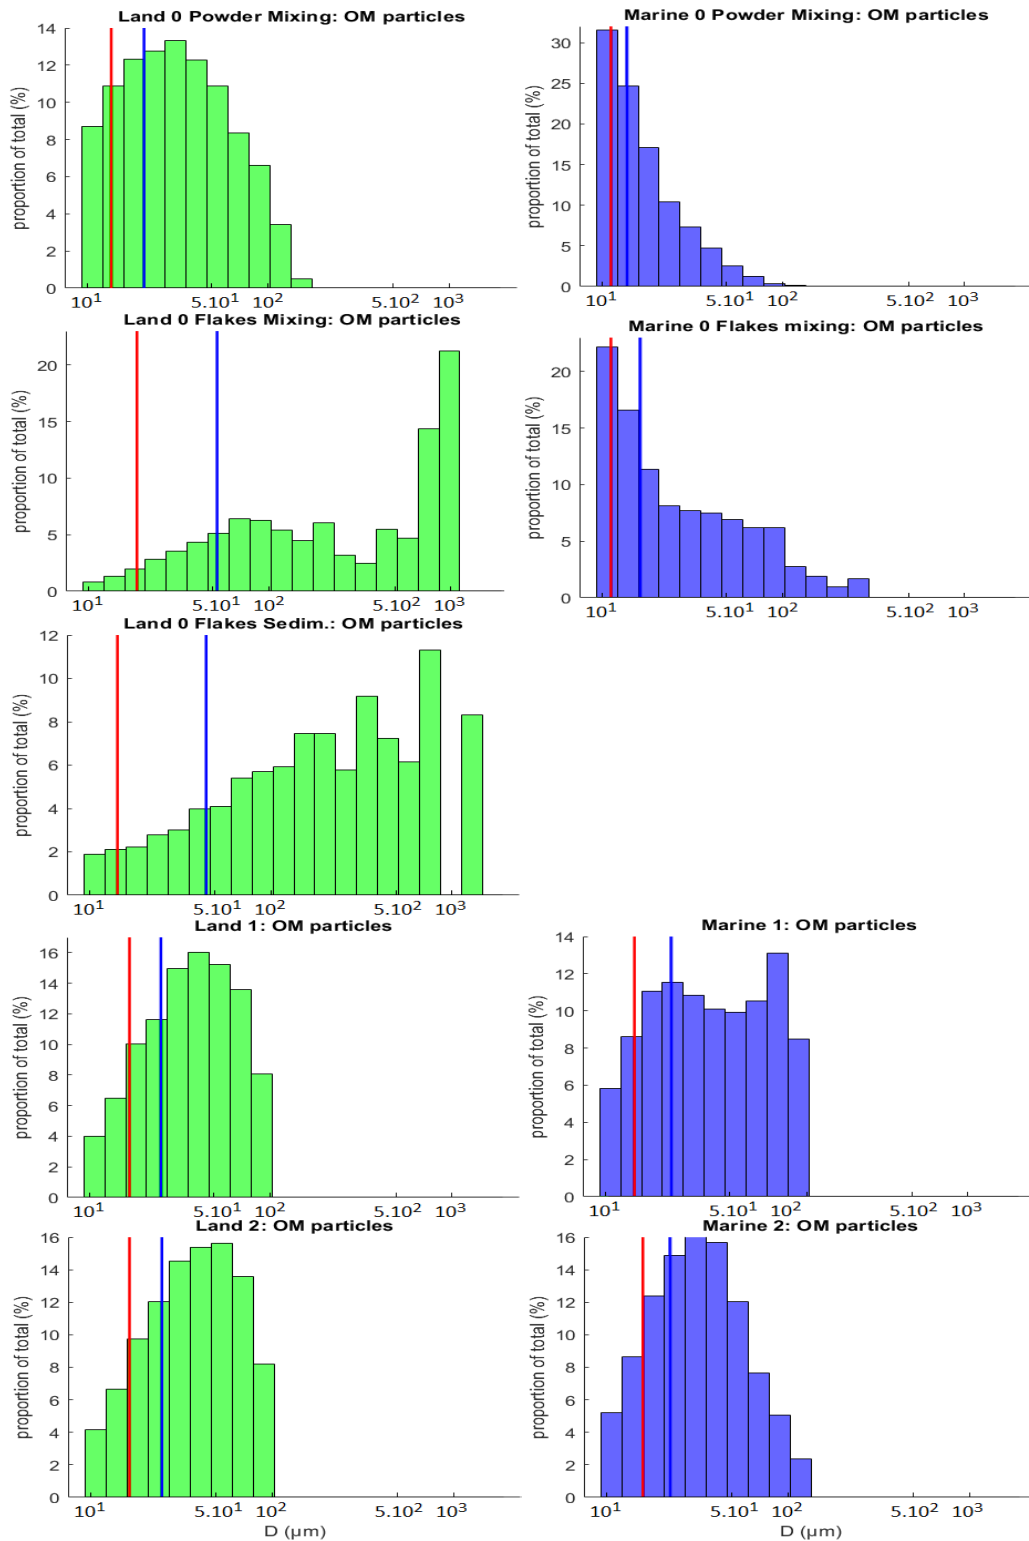 Land 0 Powder Mixing: OM particles
14
12
10
8
6
4
2
0
proportion of total (%)
10¹ 5.10¹ 10² 5.10² 10³
Marine 0 Powder Mixing: OM particles
30
25
20
15
10
5
0
proportion of total (%)
10¹ 5.10¹ 10² 5.10² 10³
Land 0 Flakes Mixing: OM particles
20
15
10
5
0
proportion of total (%)
10¹ 5.10¹ 10² 5.10² 10³
Marine 0 Flakes mixing: OM particles
20
15
10
5
0
proportion of total (%)
10¹ 5.10¹ 10² 5.10² 10³
Land 0 Flakes Sedim.: OM particles
12
10
8
6
4
2
0
proportion of total (%)
10¹ 5.10¹ 10² 5.10² 10³
Land 1: OM particles
16
14
12
10
8
6
4
2
0
proportion of total (%)
10¹ 5.10¹ 10² 5.10² 10³
Marine 1: OM particles
14
12
10
8
6
4
2
0
proportion of total (%)
10¹ 5.10¹ 10² 5.10² 10³
Land 2: OM particles
16
14
12
10
8
6
4
2
0
proportion of total (%)
10¹ 5.10¹ 10² 5.10² 10³
D (µm)
Marine 2: OM particles
16
14
12
10
8
6
4
2
0
proportion of total (%)
10¹ 5.10¹ 10² 5.10² 10³
D (µm)